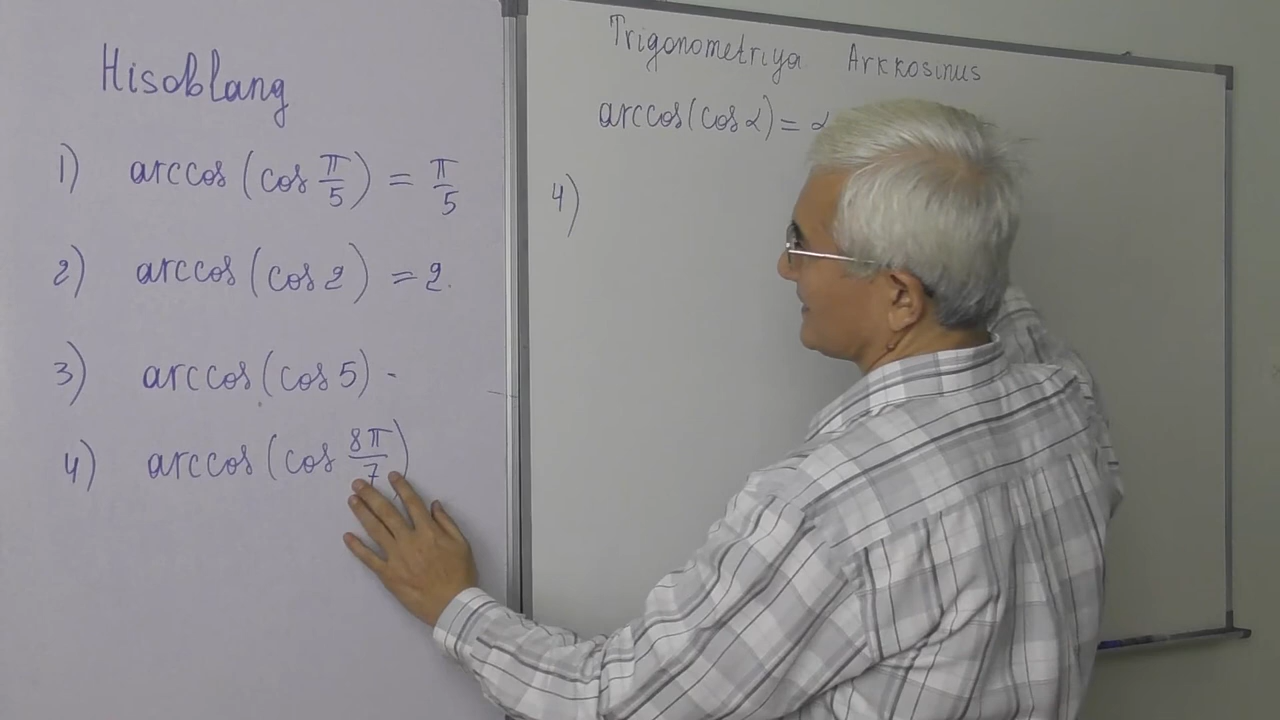 Hisoblang
1) arccos(cos π/5) = π/5
2) arccos(cos 2) = 2.
3) arccos(cos 5) -
4) arccos(cos 8π/7)
Trigonometriya Arkkosinus
arccos(cos α) = α
4)